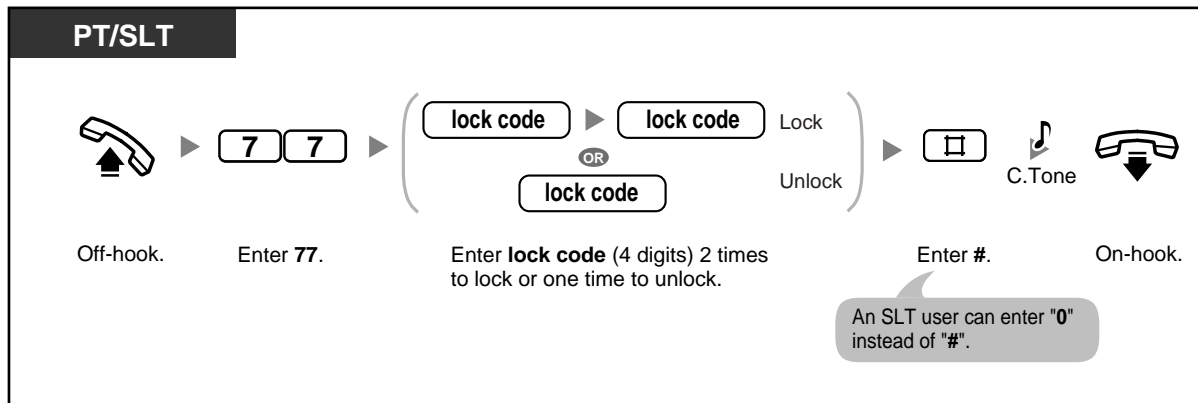 PT/SLT
7 7
lock code lock code Lock
OR
lock code Unlock
#
C.Tone
Off-hook.
Enter 77.
Enter lock code (4 digits) 2 times
to lock or one time to unlock.
Enter #.
On-hook.
An SLT user can enter "0"
instead of "#".